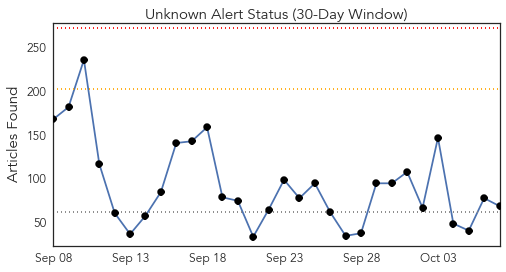 Unknown Alert Status (30-Day Window)
Articles Found
250
200
150
100
50
Sep 08 Sep 13 Sep 18 Sep 23 Sep 28 Oct 03